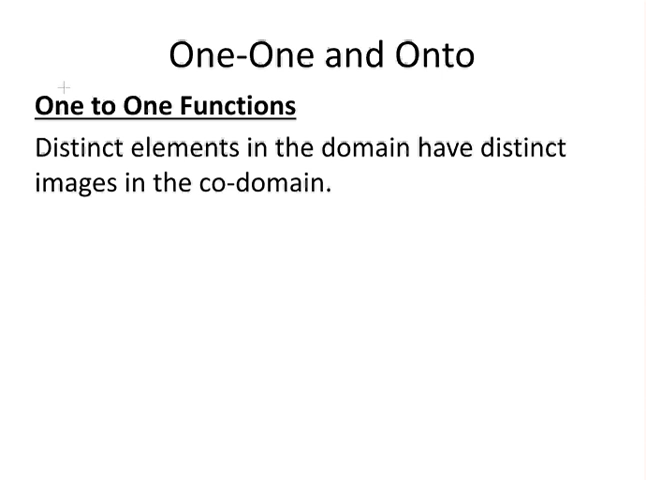 One-One and Onto
One to One Functions
Distinct elements in the domain have distinct
images in the co-domain.